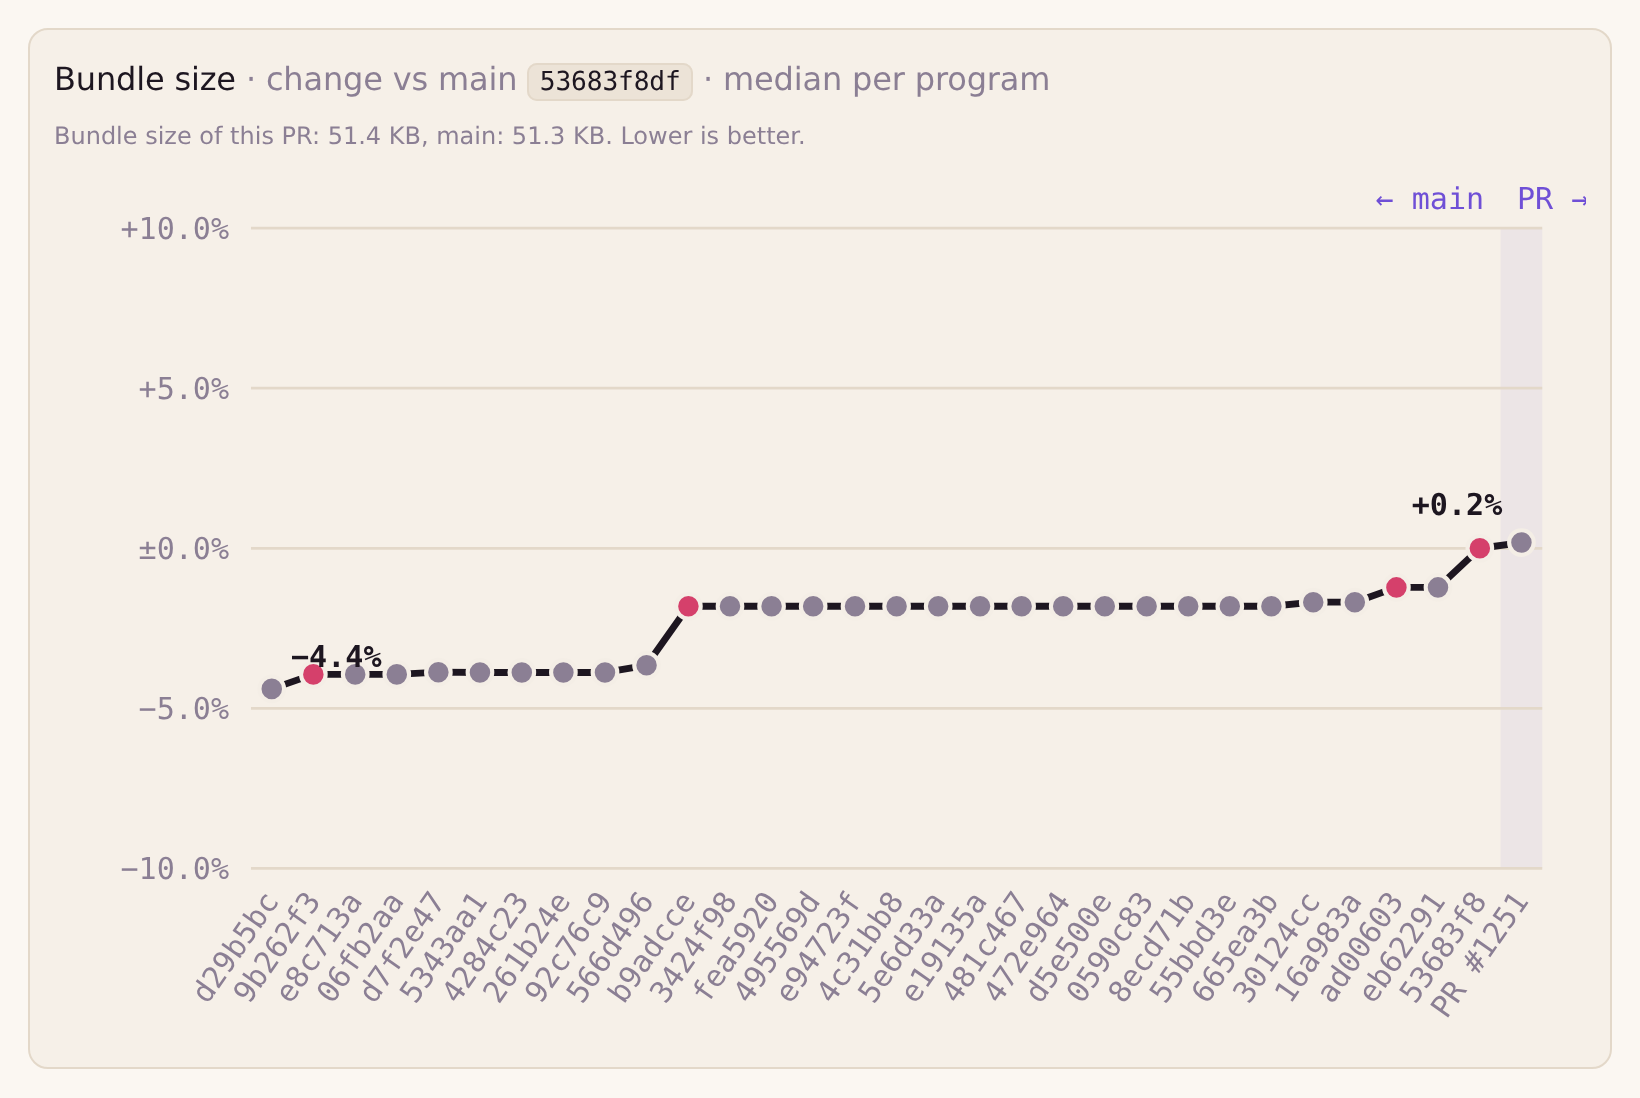 Bundle size · change vs main 53683f8df · median per program
Bundle size of this PR: 51.4 KB, main: 51.3 KB. Lower is better.
← main PR →
+10.0%
+5.0%
±0.0%
−5.0%
−10.0%
+0.2%
−4.4%
d29b5bc
9b262f3
e8c713a
06fb2aa
d7f2e47
5343aa1
4284c23
261b24e
92c76c9
566d496
b9adcce
3424f98
fea5920
495569d
e94723f
4c31bb8
5e6d33a
e19135a
481c467
472e964
d5e500e
0590c83
8ecd71b
55bbd3e
665ea3b
30124cc
16a983a
ad00603
eb62291
53683f8
PR #1251